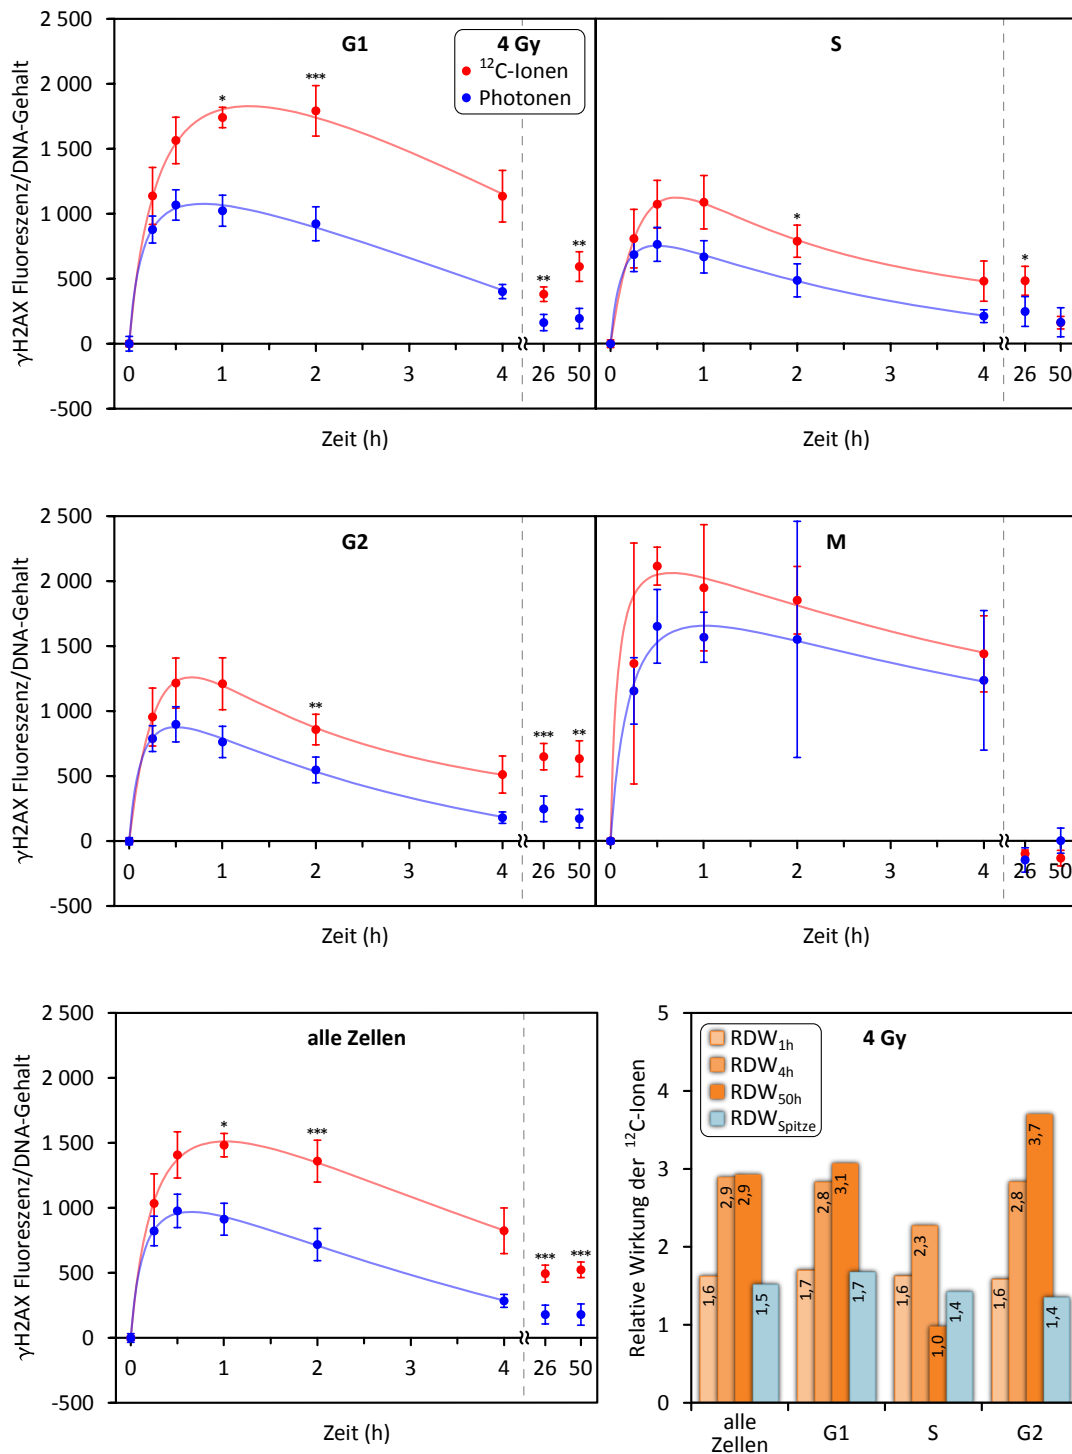 G1
S
4 Gy
¹²C-Ionen
Photonen
γH2AX Fluoreszenz/DNA-Gehalt
2 500
2 000
1 500
1 000
500
0
-500
* *** ** **
* *
0 1 2 3 4 26 50
0 1 2 3 4 26 50
Zeit (h)
Zeit (h)
G2
M
γH2AX Fluoreszenz/DNA-Gehalt
2 500
2 000
1 500
1 000
500
0
-500
** *** **
0 1 2 3 4 26 50
0 1 2 3 4 26 50
Zeit (h)
Zeit (h)
alle Zellen
γH2AX Fluoreszenz/DNA-Gehalt
2 500
2 000
1 500
1 000
500
0
-500
* *** *** ***
0 1 2 3 4 26 50
Zeit (h)
4 Gy
RDW1h
RDW4h
RDW50h
RDWSpitze
Relative Wirkung der ¹²C-Ionen
5
4
3
2
1
0
1,6 2,9 2,9 1,5
1,7 2,8 3,1 1,7
1,6 2,3 1,0 1,4
1,6 2,8 3,7 1,4
alle
Zellen
G1
S
G2